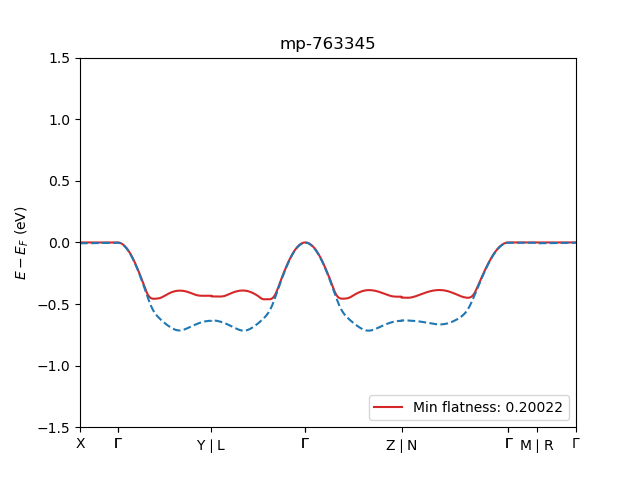 mp-763345
1.5
1.0
0.5
0.0
−0.5
−1.0
−1.5
E − E_F (eV)
Min flatness: 0.20022
X Γ Y | L Γ Z | N Γ M | R Γ